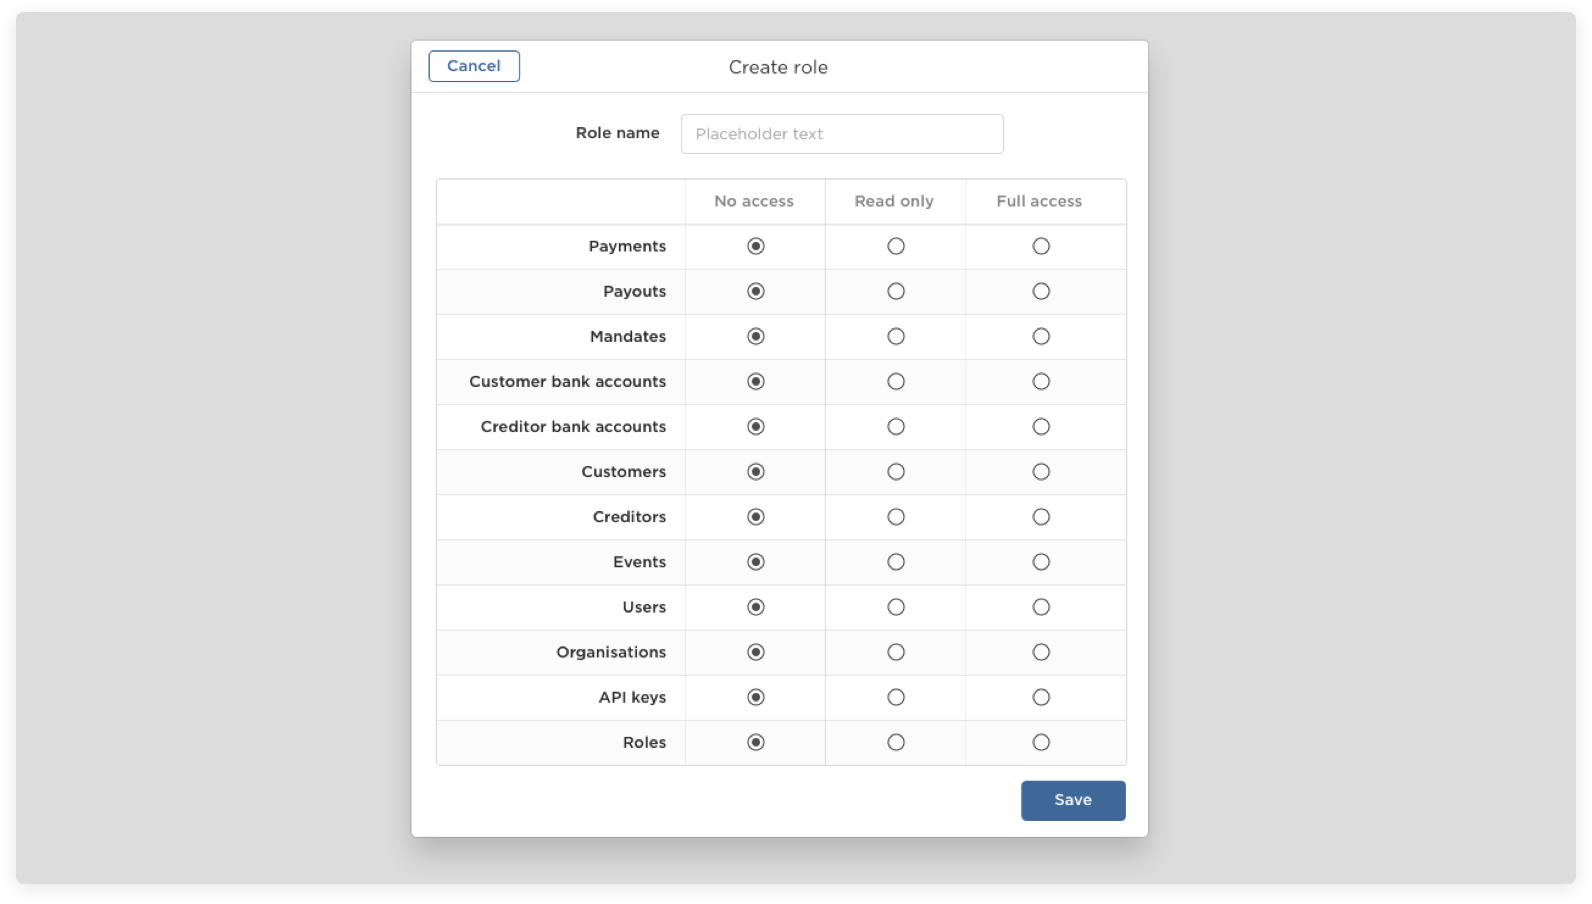 Cancel
Create role
Role name
Placeholder text
No access Read only Full access
Payments
Payouts
Mandates
Customer bank accounts
Creditor bank accounts
Customers
Creditors
Events
Users
Organisations
API keys
Roles
Save